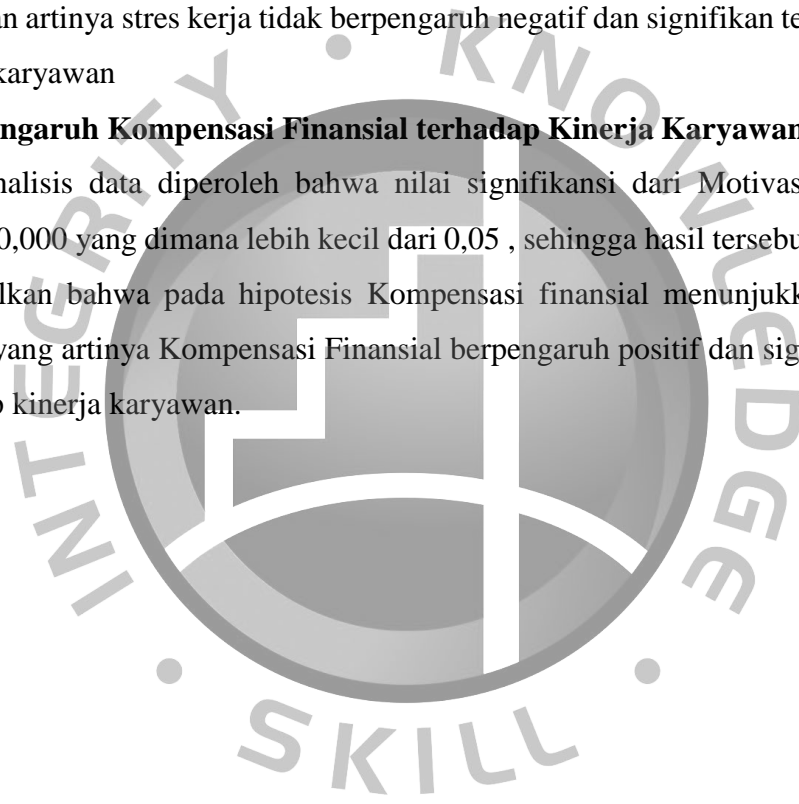 an artinya stres kerja tidak berpengaruh negatif dan signifikan te
karyawan
ngaruh Kompensasi Finansial terhadap Kinerja Karyawan
nalisis data diperoleh bahwa nilai signifikansi dari Motivas
0,000 yang dimana lebih kecil dari 0,05 , sehingga hasil tersebu
lkan bahwa pada hipotesis Kompensasi finansial menunjukk
yang artinya Kompensasi Finansial berpengaruh positif dan sig
kinerja karyawan.
INTEGRITY • KNOWLEDGE • SKILL •